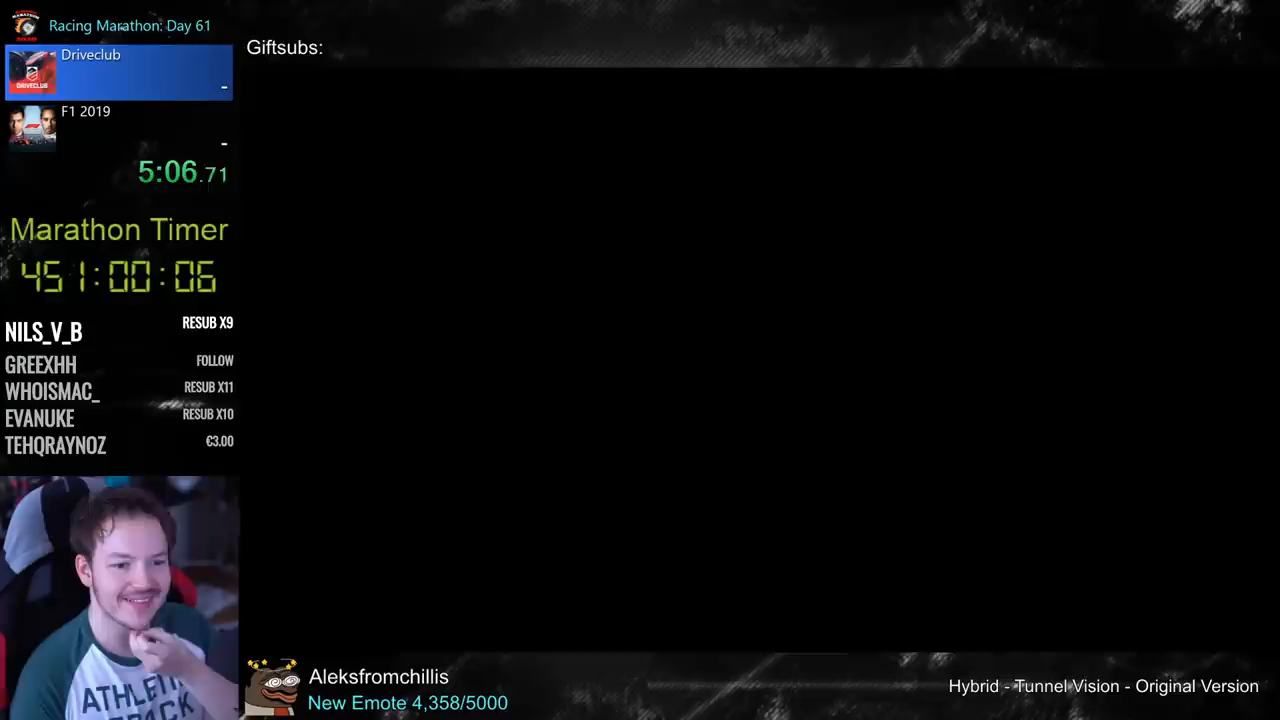 Racing Marathon: Day 61
Driveclub
DRIVECLUB
-
F1 2019
-
5:06.71
Marathon Timer
451:00:06
NILS_V_B RESUB X9
GREEXHH FOLLOW
WHOISMAC_ RESUB X11
EVANUKE RESUB X10
TEHQRAYNOZ €3.00
Giftsubs:
Aleksfromchillis
New Emote 4,358/5000
Hybrid - Tunnel Vision - Original Version